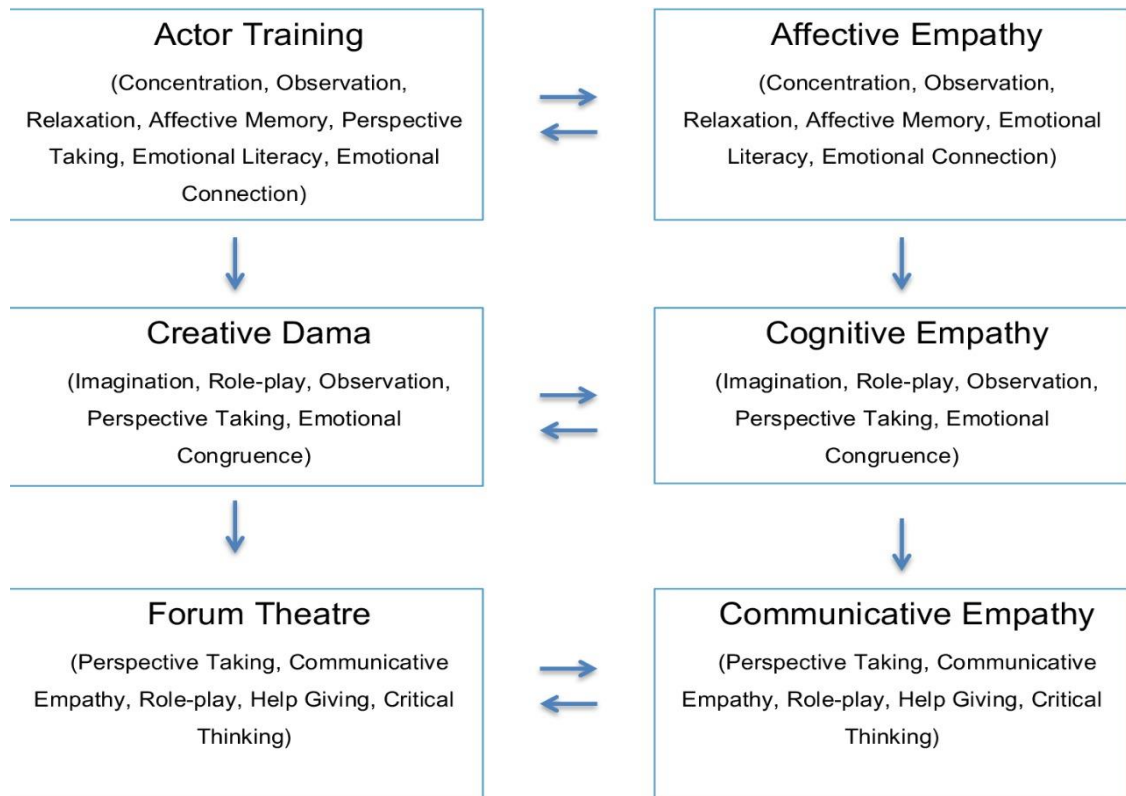 Actor Training
(Concentration, Observation,
Relaxation, Affective Memory, Perspective
Taking, Emotional Literacy, Emotional
Connection)
Affective Empathy
(Concentration, Observation,
Relaxation, Affective Memory, Emotional
Literacy, Emotional Connection)
Creative Dama
(Imagination, Role-play, Observation,
Perspective Taking, Emotional
Congruence)
Cognitive Empathy
(Imagination, Role-play, Observation,
Perspective Taking, Emotional
Congruence)
Forum Theatre
(Perspective Taking, Communicative
Empathy, Role-play, Help Giving, Critical
Thinking)
Communicative Empathy
(Perspective Taking, Communicative
Empathy, Role-play, Help Giving, Critical
Thinking)